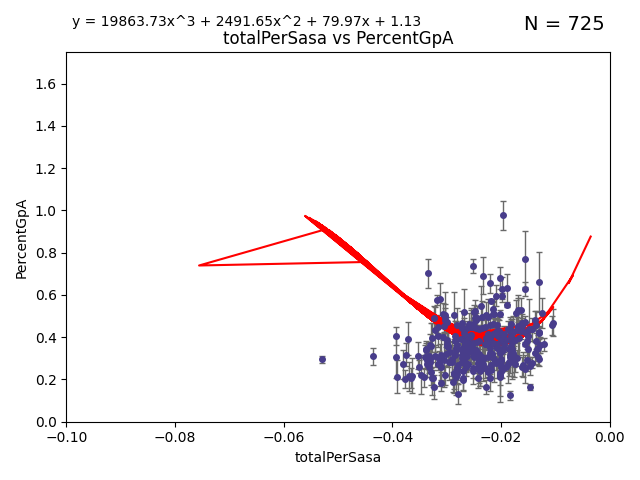 y = 19863.73x^3 + 2491.65x^2 + 79.97x + 1.13
N = 725
totalPerSasa vs PercentGpA
PercentGpA
1.6
1.4
1.2
1.0
0.8
0.6
0.4
0.2
0.0
−0.10 −0.08 −0.06 −0.04 −0.02 0.00
totalPerSasa